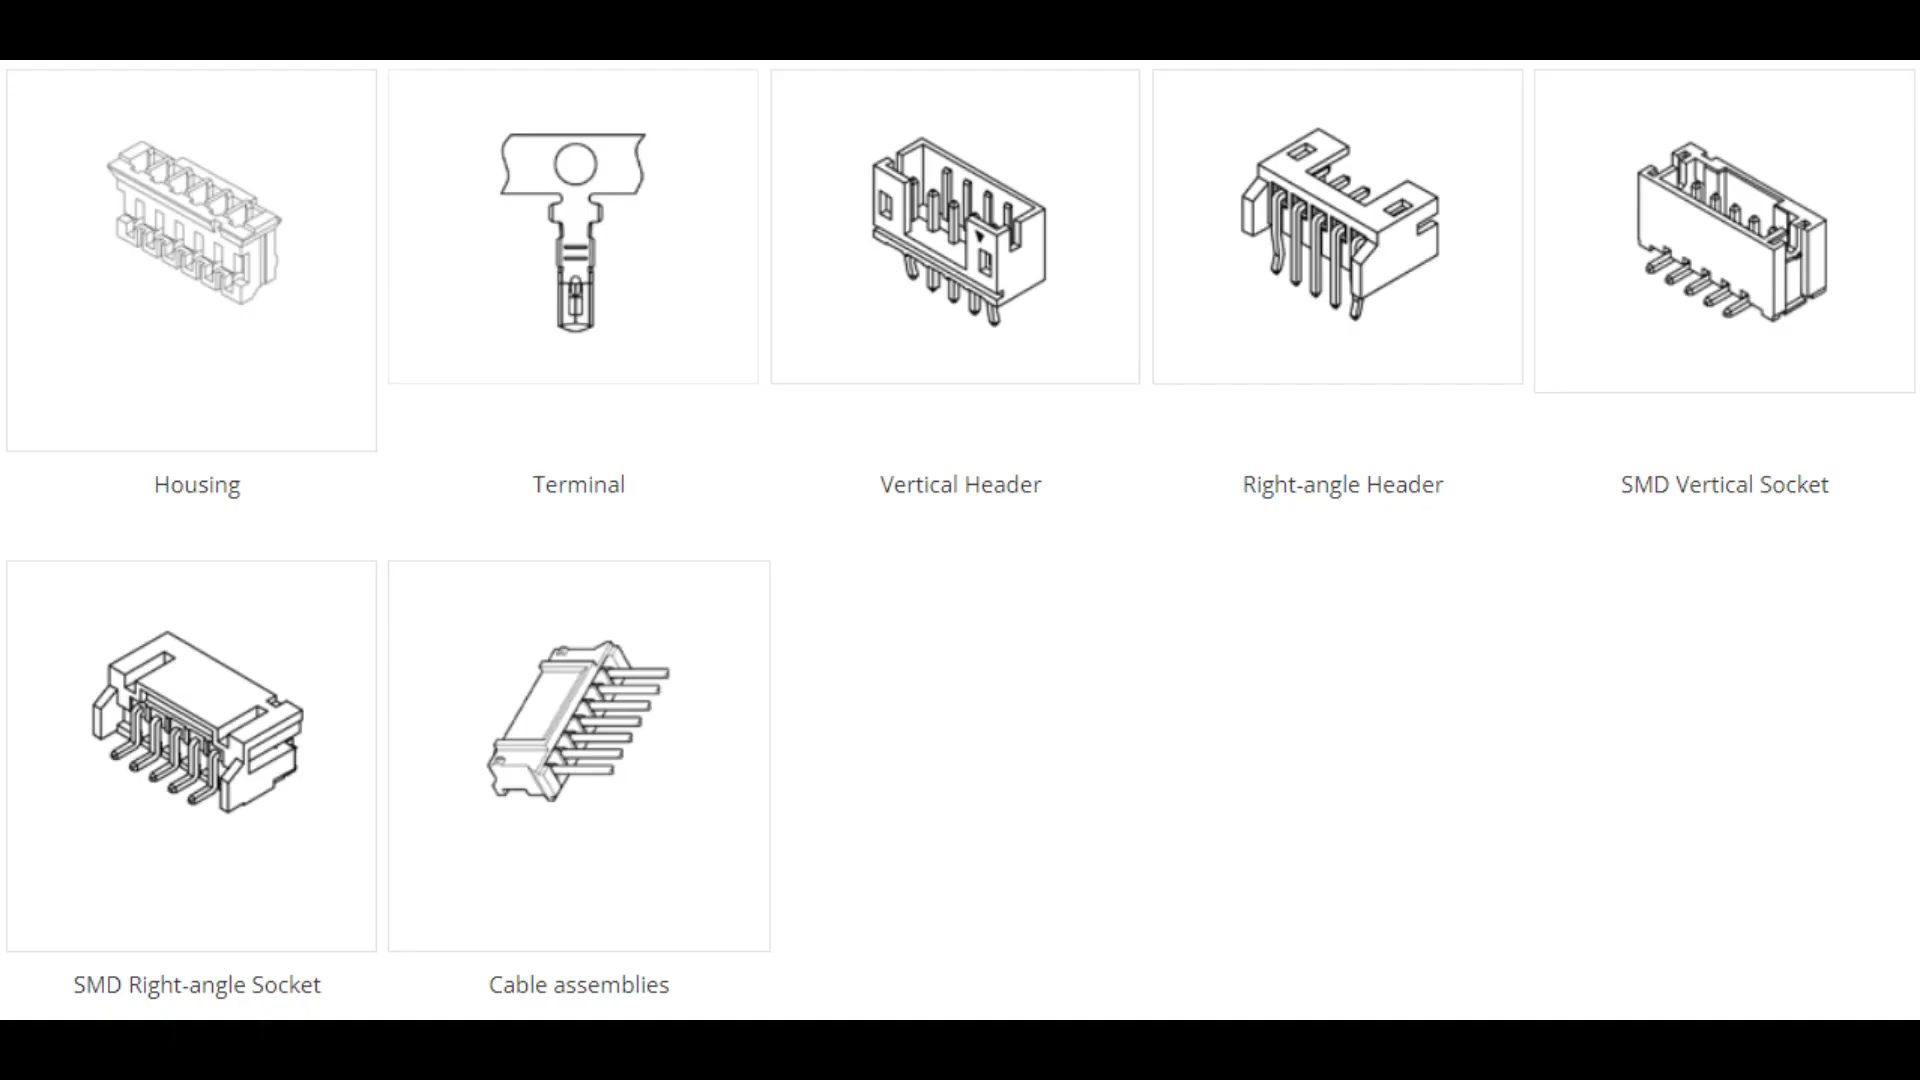 Housing
Terminal
Vertical Header
Right-angle Header
SMD Vertical Socket
SMD Right-angle Socket
Cable assemblies